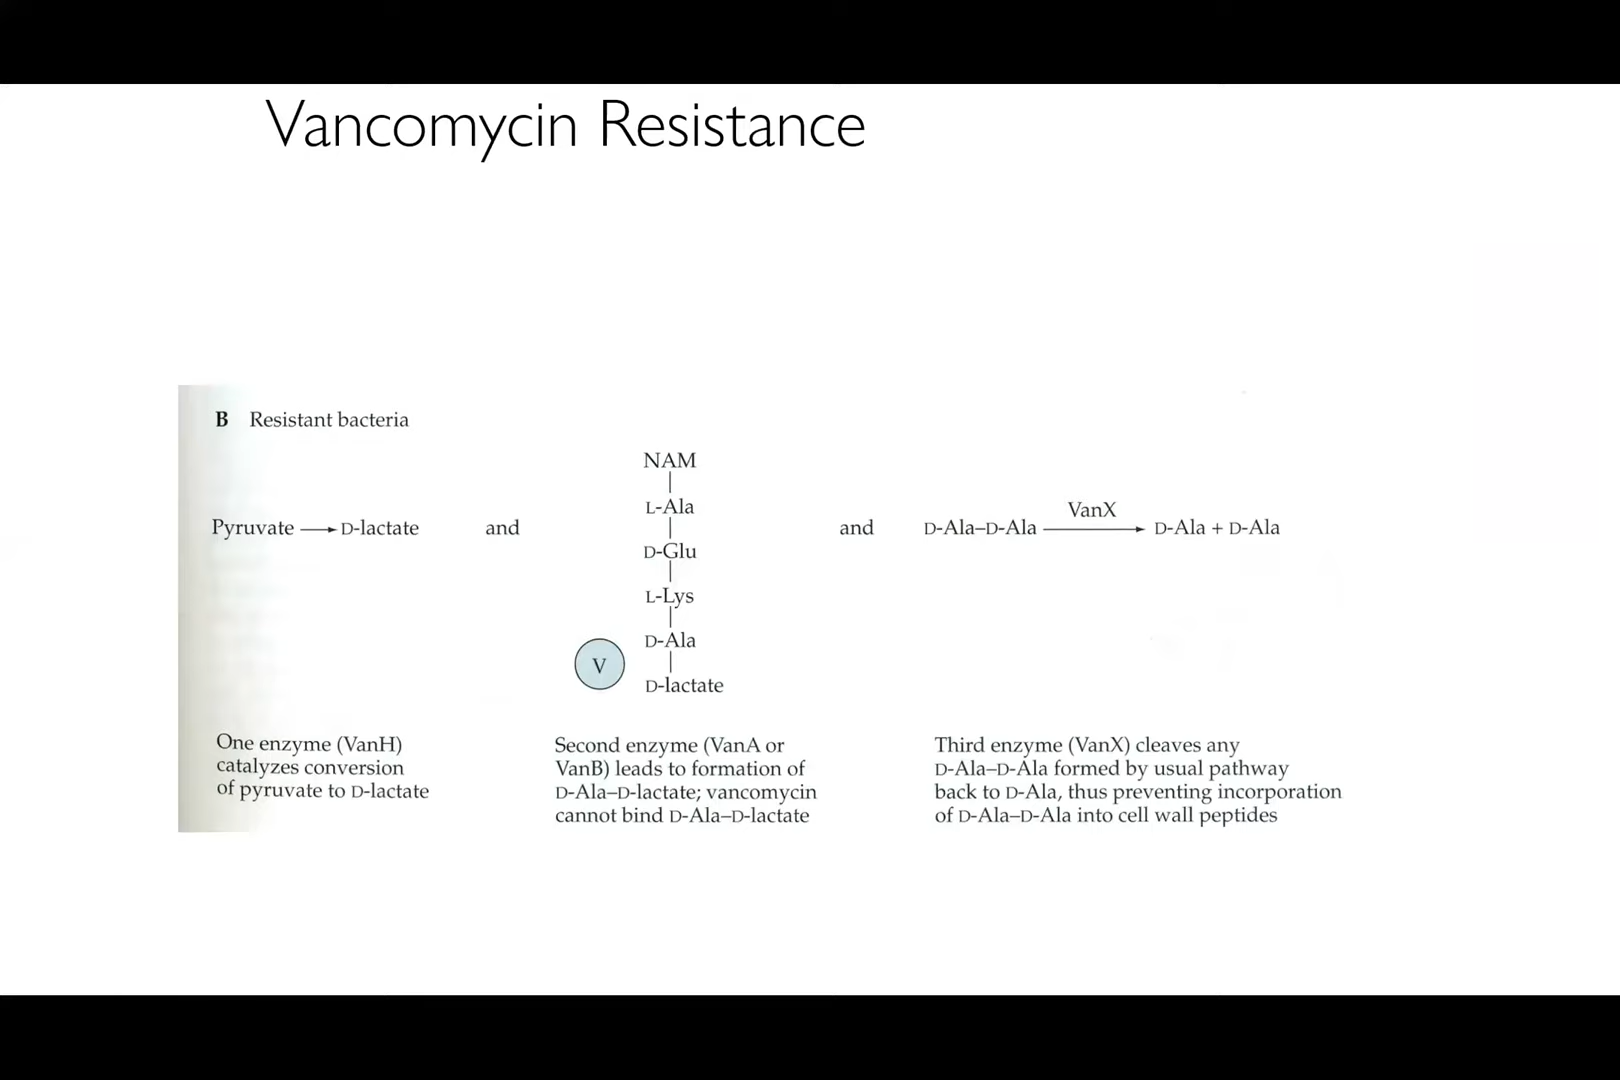 Vancomycin Resistance
B Resistant bacteria
Pyruvate → D-lactate
and
NAM
L-Ala
D-Glu
L-Lys
D-Ala
D-lactate
V
and
D-Ala–D-Ala → D-Ala + D-Ala
VanX
One enzyme (VanH)
catalyzes conversion
of pyruvate to D-lactate
Second enzyme (VanA or
VanB) leads to formation of
D-Ala–D-lactate; vancomycin
cannot bind D-Ala–D-lactate
Third enzyme (VanX) cleaves any
D-Ala–D-Ala formed by usual pathway
back to D-Ala, thus preventing incorporation
of D-Ala–D-Ala into cell wall peptides